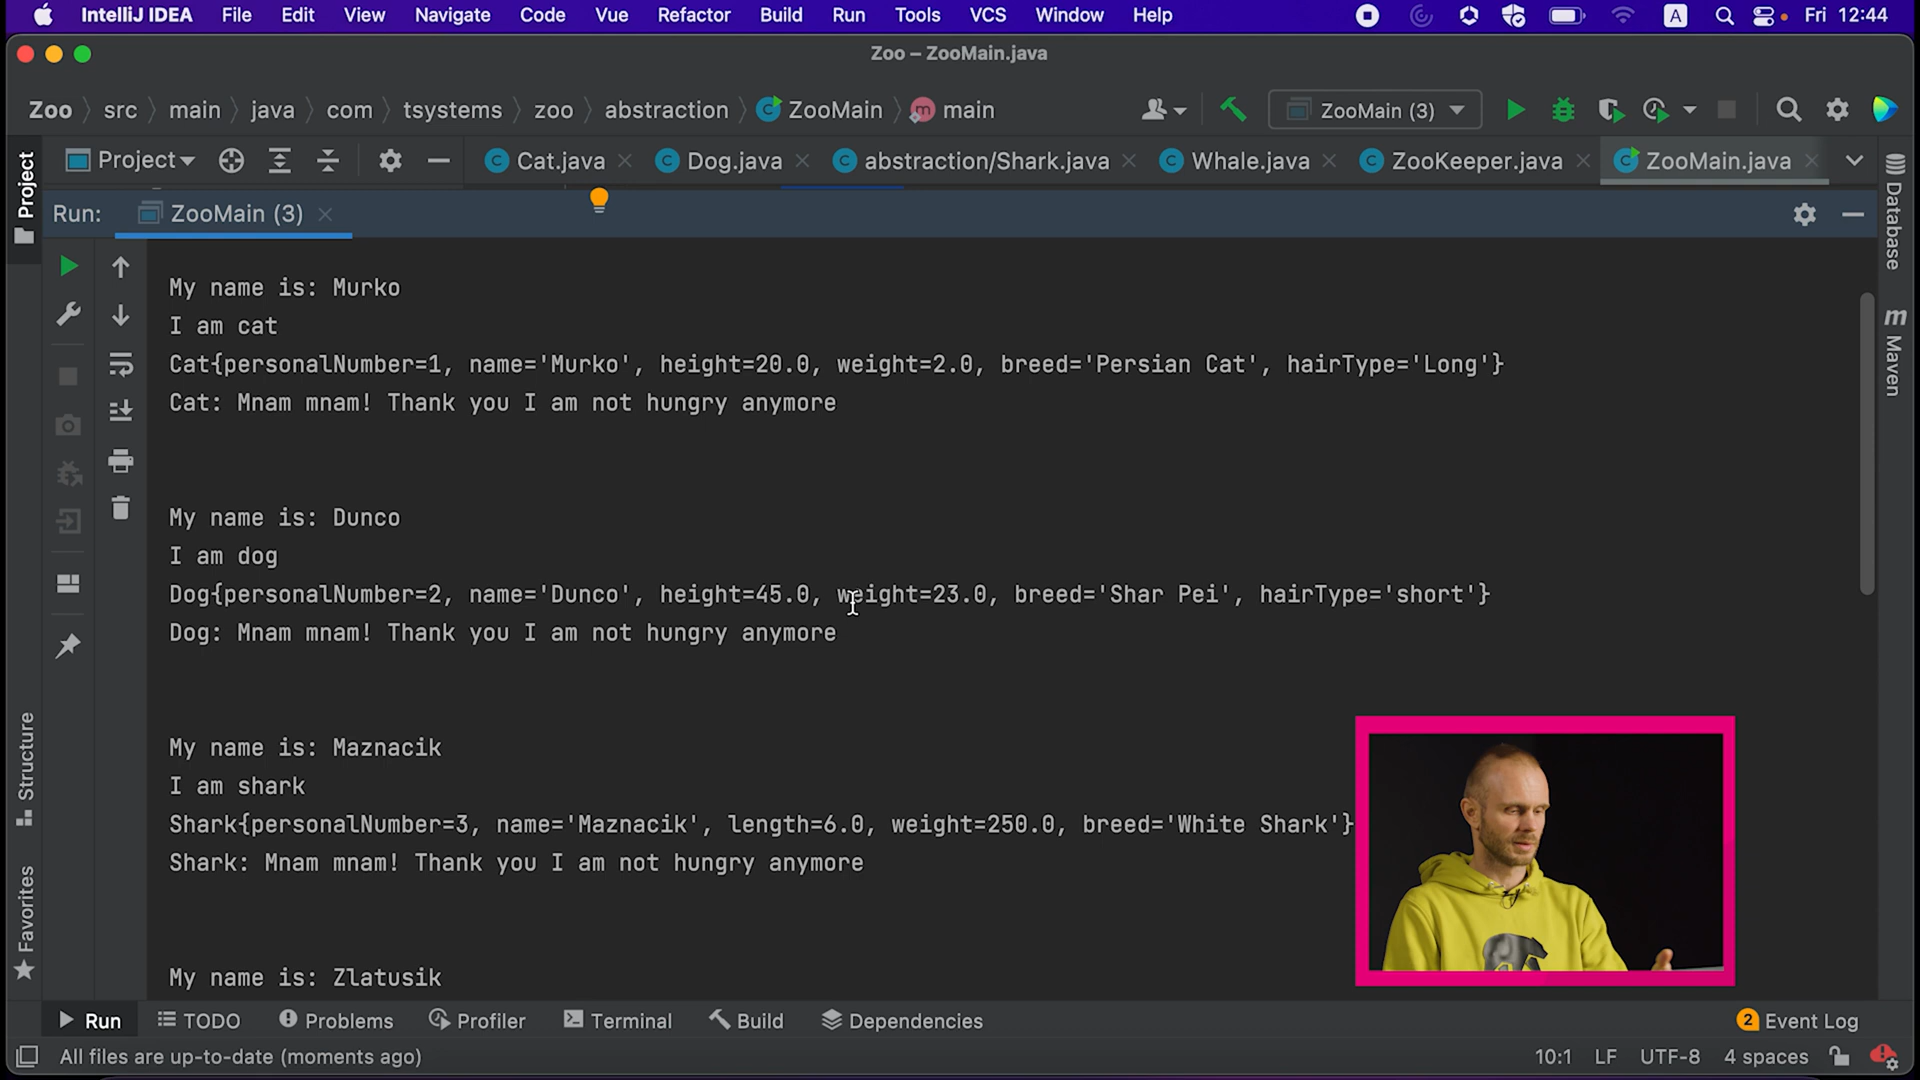 IntelliJ IDEA File Edit View Navigate Code Vue Refactor Build Run Tools VCS Window Help A Fri 12:44
Zoo – ZooMain.java
Zoo src main java com tsystems zoo abstraction ZooMain m main ZooMain (3)
Project Project Cat.java Dog.java abstraction/Shark.java Whale.java ZooKeeper.java ZooMain.java
Database
Run: ZooMain (3)
My name is: Murko
I am cat
m Maven
Cat{personalNumber=1, name='Murko', height=20.0, weight=2.0, breed='Persian Cat', hairType='Long'}
Cat: Mnam mnam! Thank you I am not hungry anymore
My name is: Dunco
I am dog
Dog{personalNumber=2, name='Dunco', height=45.0, weight=23.0, breed='Shar Pei', hairType='short'}
Dog: Mnam mnam! Thank you I am not hungry anymore
My name is: Maznacik
Structure
I am shark
Shark{personalNumber=3, name='Maznacik', length=6.0, weight=250.0, breed='White Shark'}
Shark: Mnam mnam! Thank you I am not hungry anymore
Favorites
My name is: Zlatusik
Run TODO Problems Profiler Terminal Build Dependencies 2 Event Log
All files are up-to-date (moments ago) 10:1 LF UTF-8 4 spaces